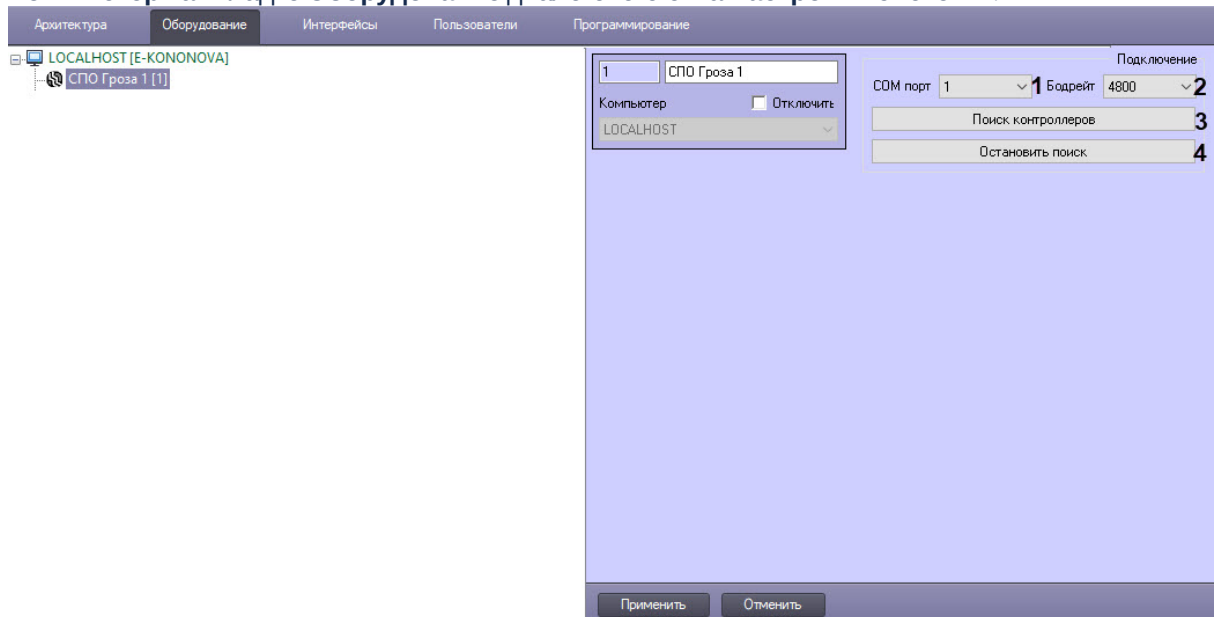 Архитектура Оборудование Интерфейсы Пользователи Программирование
LOCALHOST [E-KONONOVA]
СПО Гроза 1 [1]
1 СПО Гроза 1
Компьютер Отключить
LOCALHOST
Подключение
COM порт 1 1 Бодрейт 4800 2
Поиск контроллеров 3
Остановить поиск 4
Применить Отменить